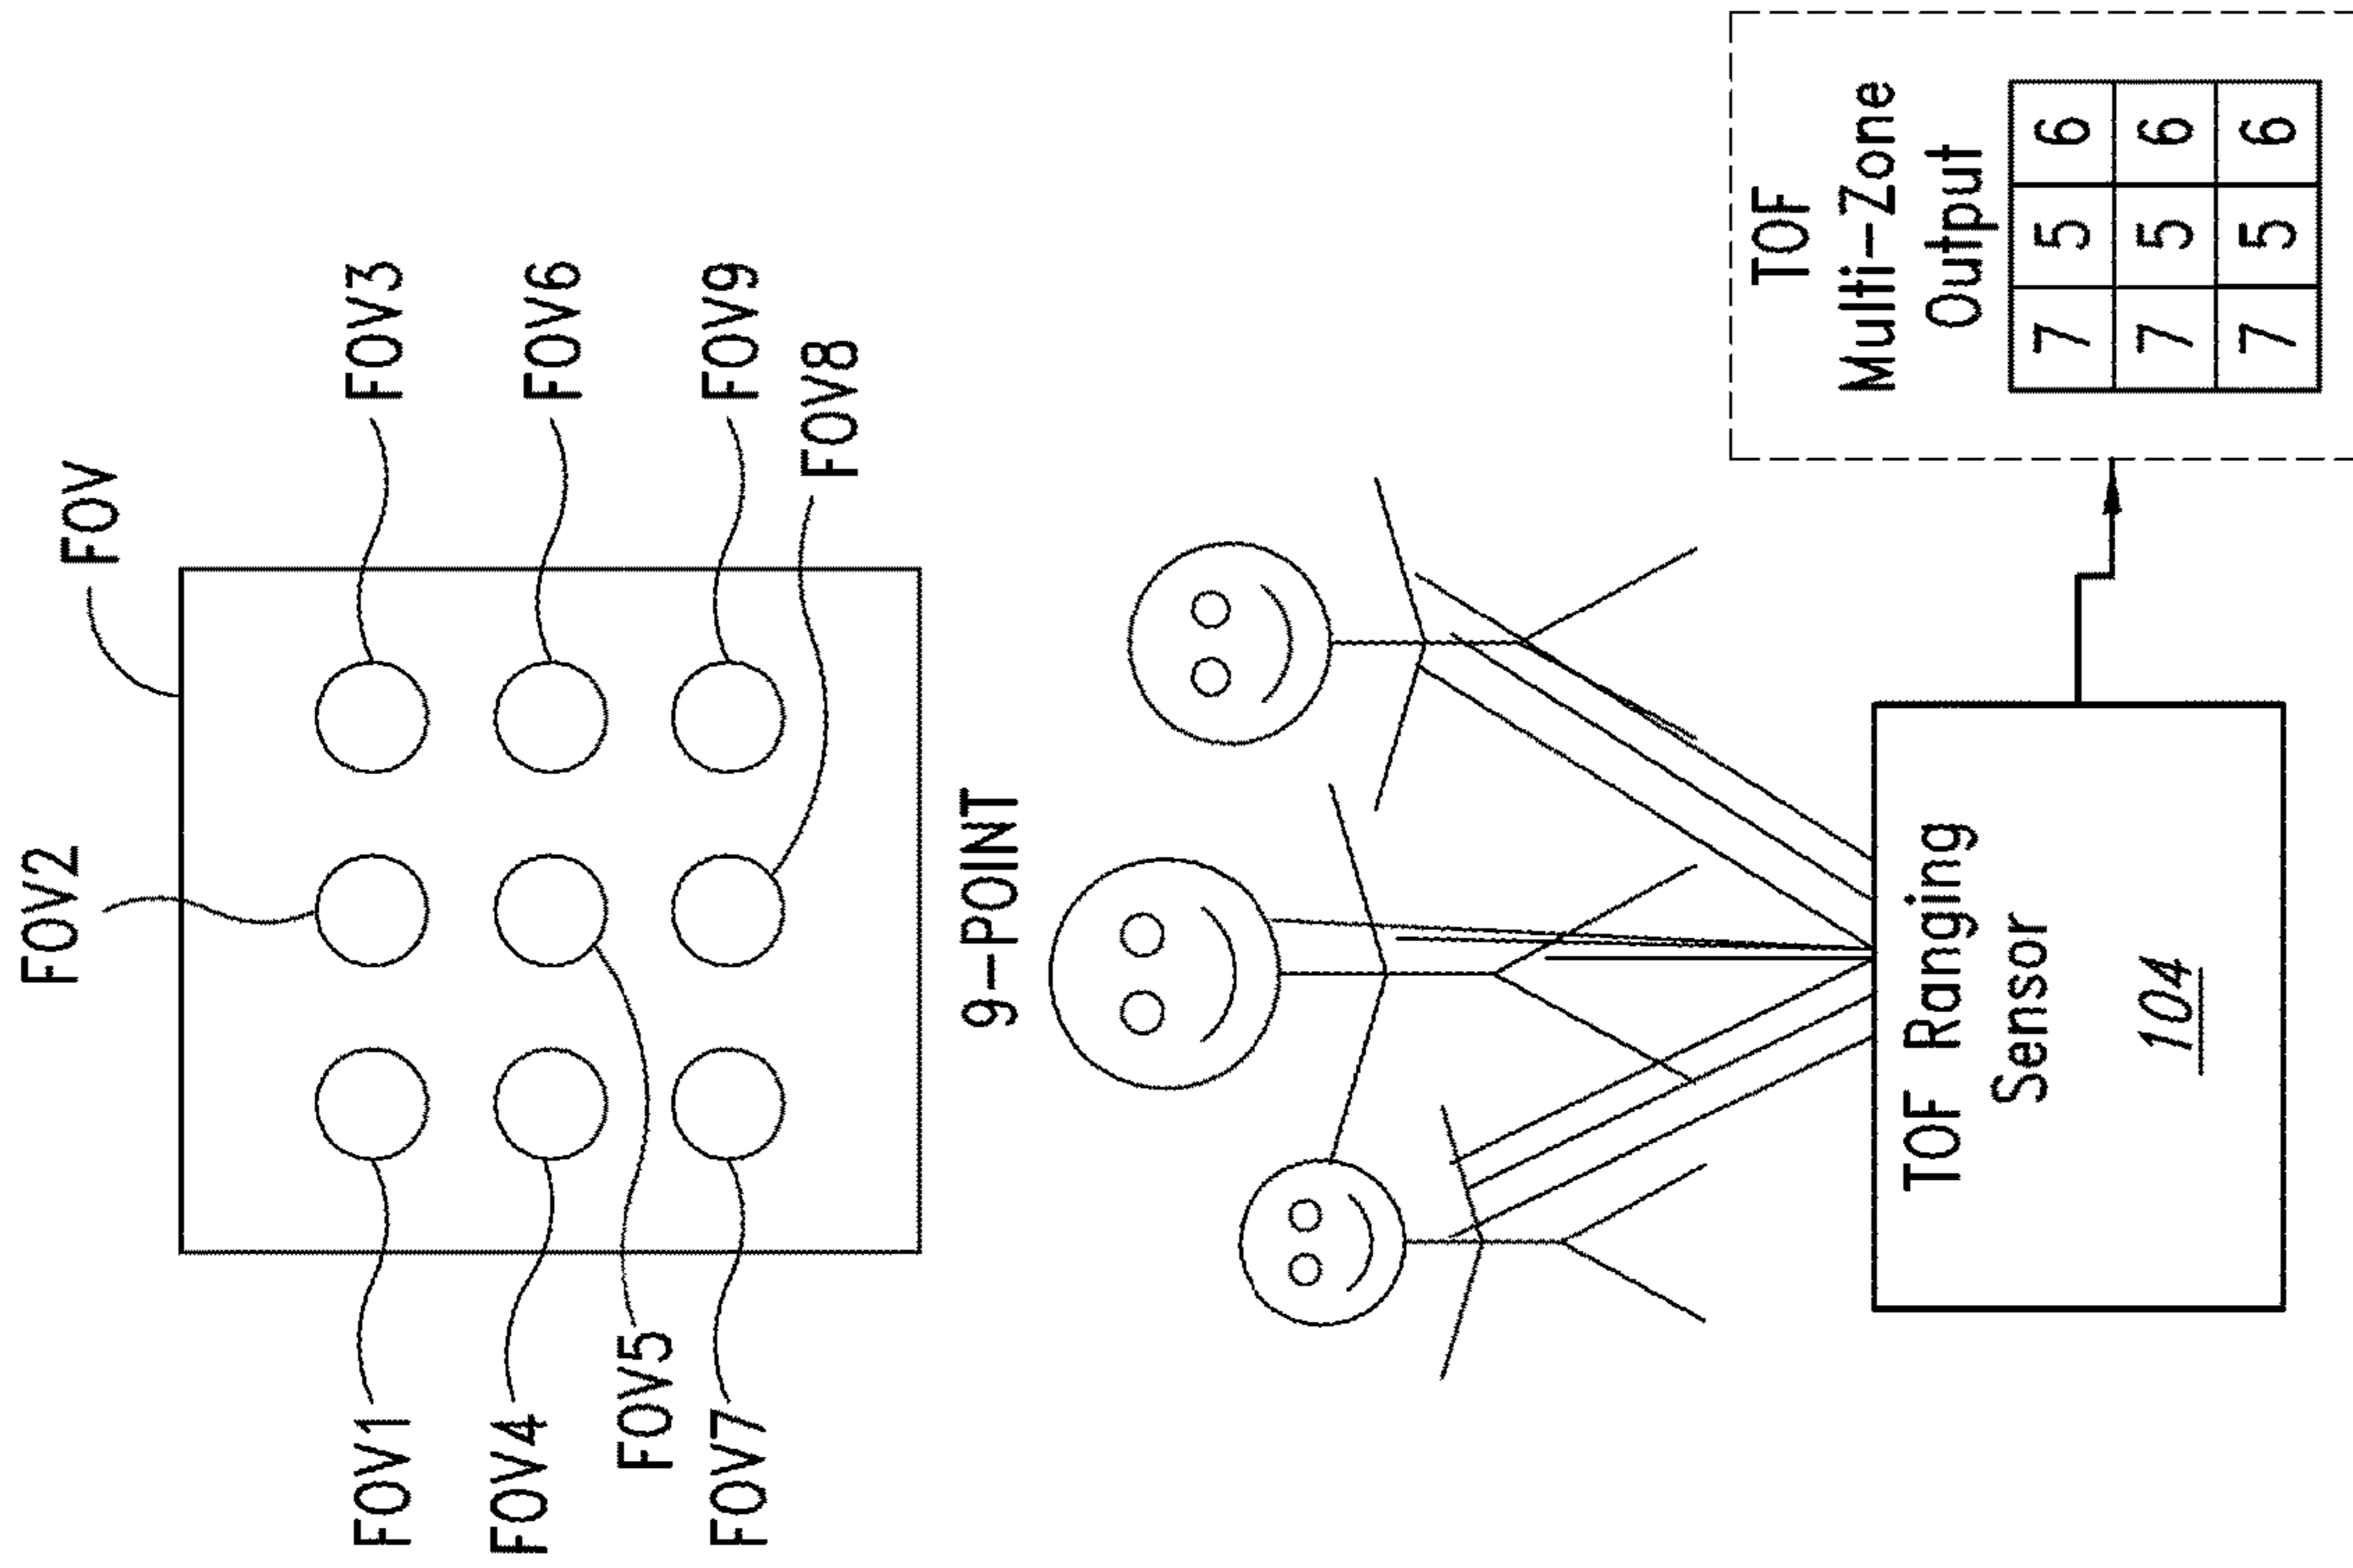 FOV2
FOV
FOV1
FOV3
FOV4
FOV6
FOV5
FOV7
FOV9
FOV8
9-POINT
TOF Ranging
Sensor
104
TOF
Multi-Zone
Output
7 5 6
7 5 6
7 5 6